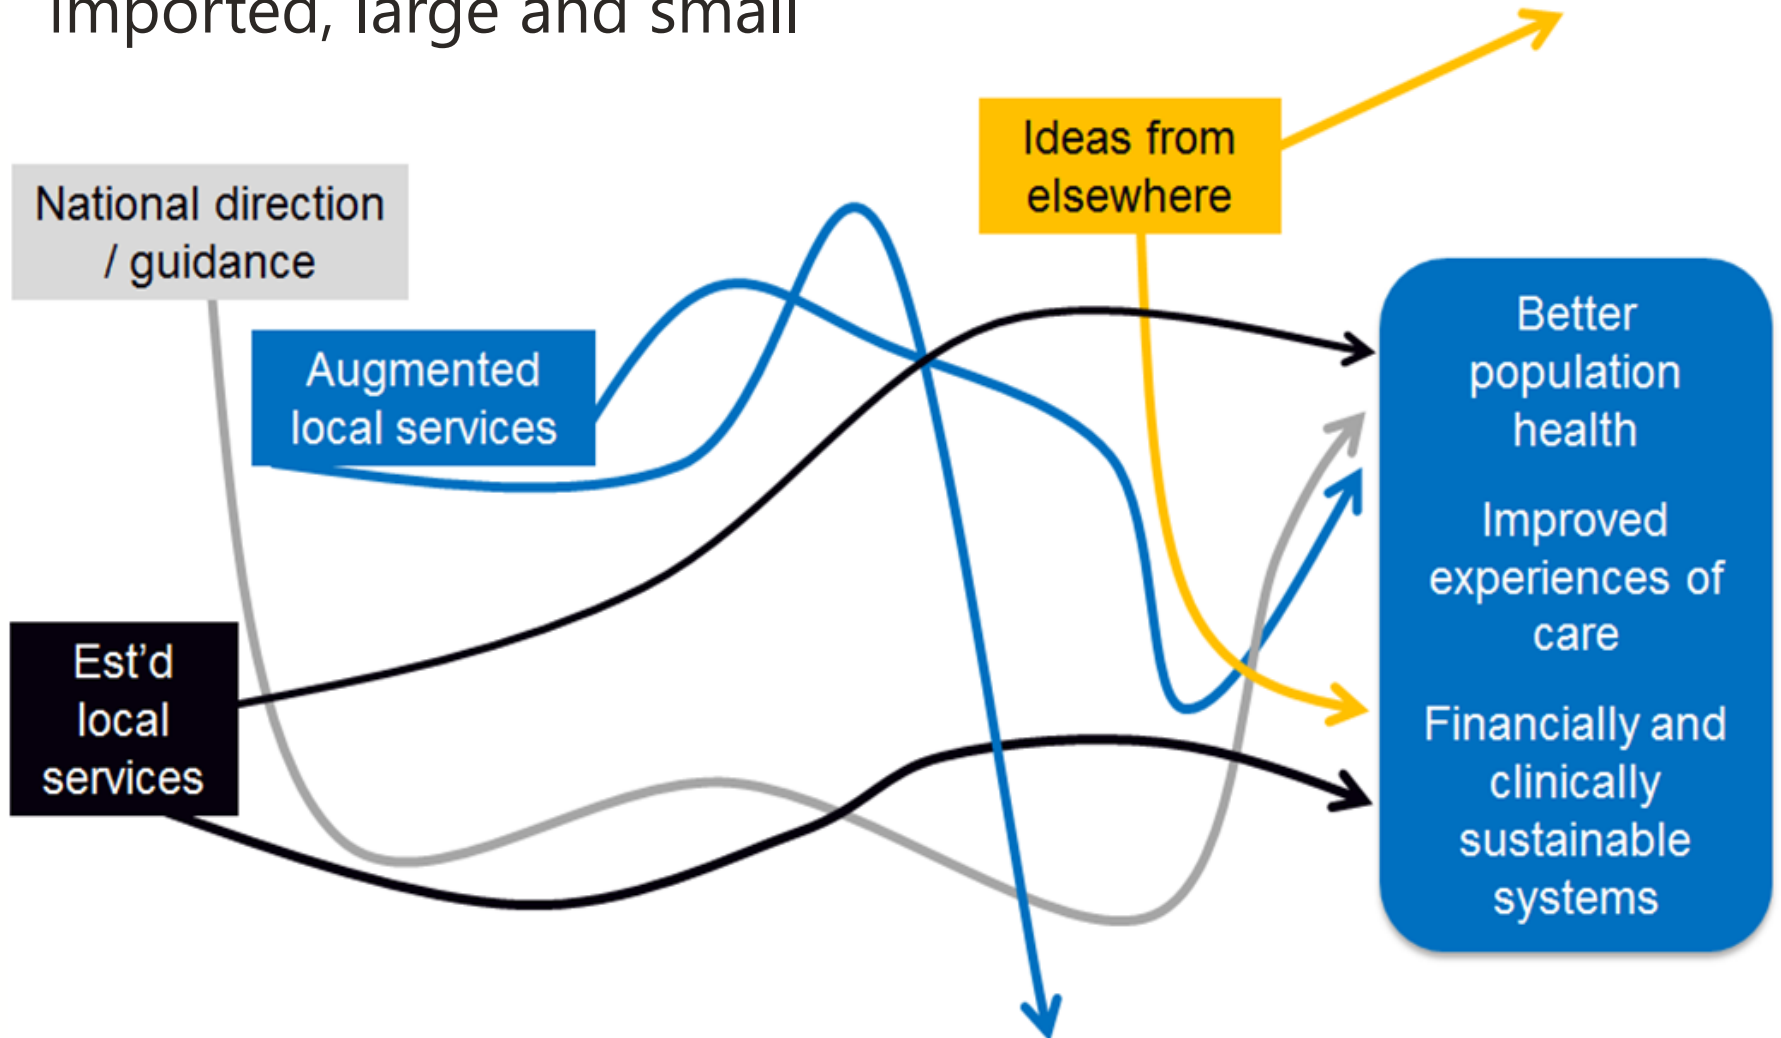 imported, large and small
Ideas from
elsewhere
National direction
/ guidance
Augmented
local services
Est’d
local
services
Better
population
health
Improved
experiences of
care
Financially and
clinically
sustainable
systems